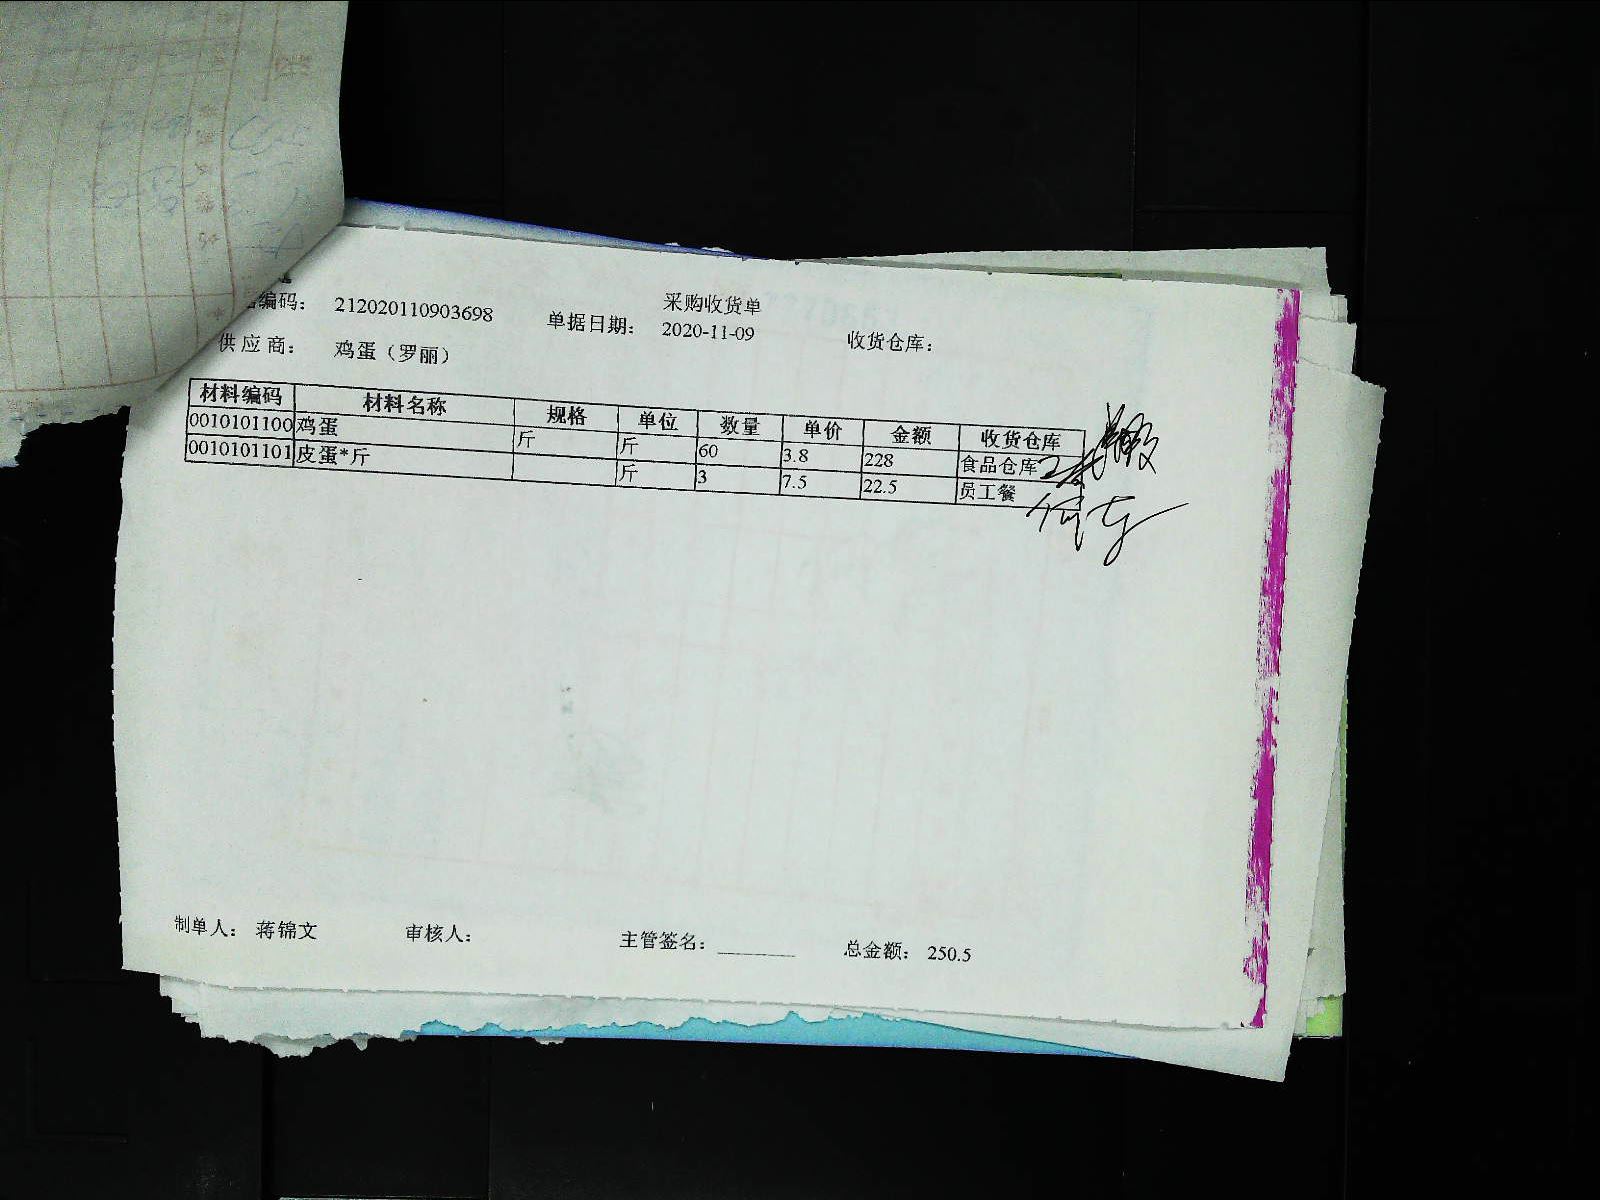 编码： 212020110903698 单据日期： 采购收货单
2020-11-09 收货仓库：
供应商： 鸡蛋（罗丽）
材料编码 材料名称 规格 单位 数量 单价 金额 收货仓库
0010101100 鸡蛋 斤 斤 60 3.8 228 食品仓库
0010101101 皮蛋*斤 斤 3 7.5 22.5 员工餐
制单人： 蒋锦文 审核人： 主管签名： 总金额： 250.5